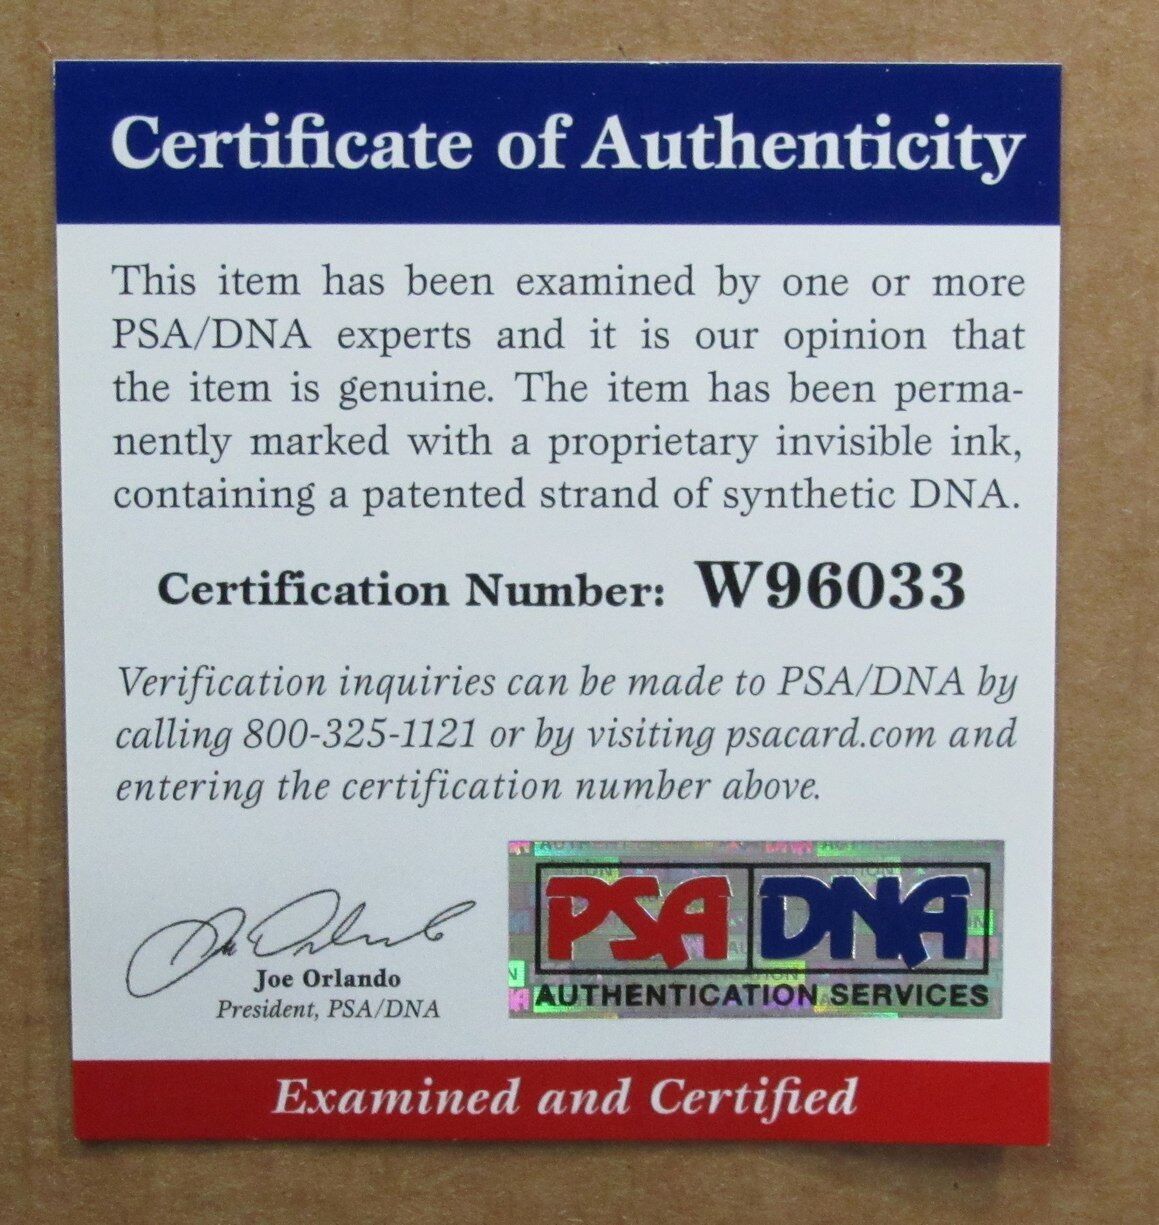 Certificate of Authenticity
This item has been examined by one or more
PSA/DNA experts and it is our opinion that
the item is genuine. The item has been perma-
nently marked with a proprietary invisible ink,
containing a patented strand of synthetic DNA.
Certification Number: W96033
Verification inquiries can be made to PSA/DNA by
calling 800-325-1121 or by visiting psacard.com and
entering the certification number above.
Joe Orlando
Joe Orlando
President, PSA/DNA
PSA DNA
AUTHENTICATION SERVICES
Examined and Certified